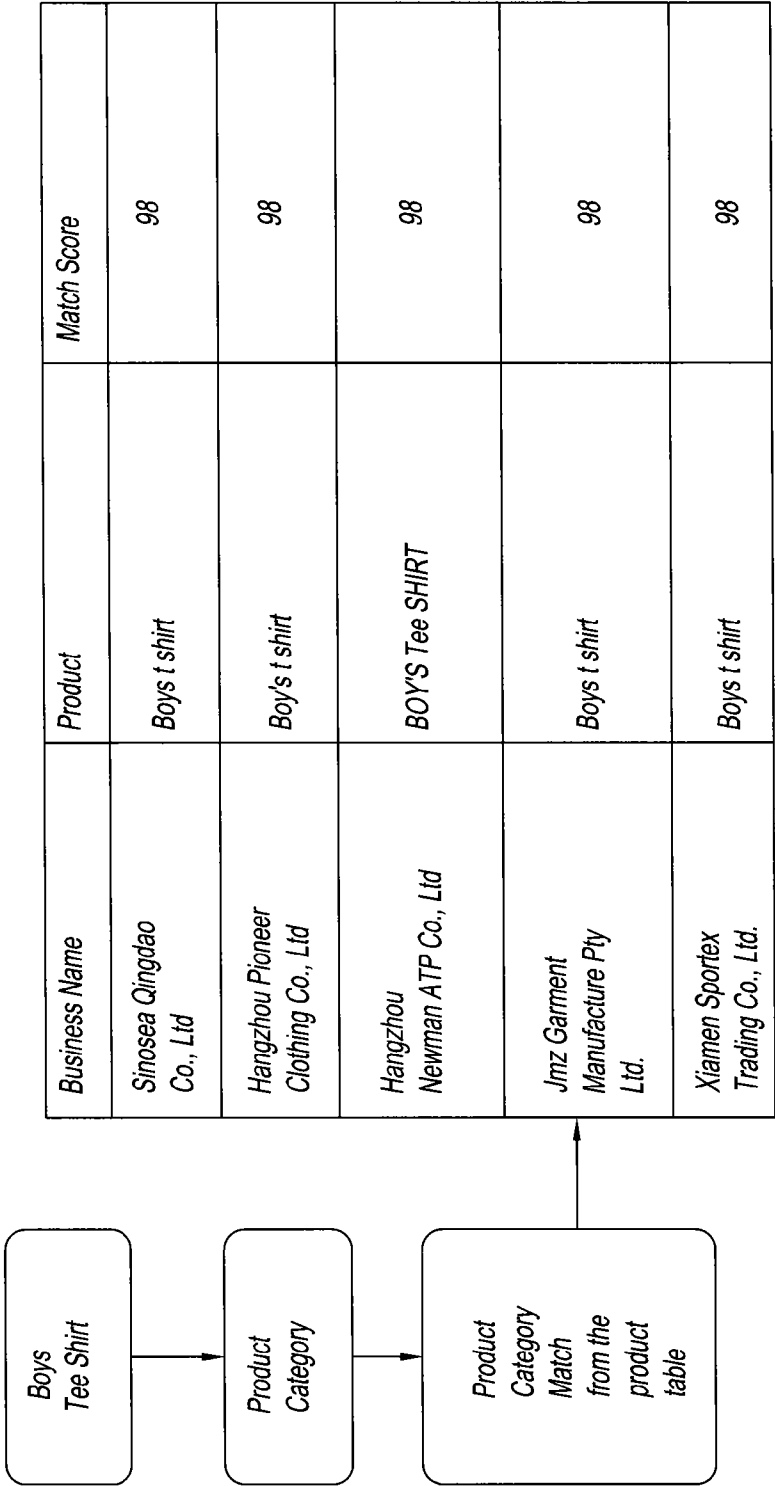 Boys
Tee Shirt
Product
Category
Product
Category
Match
from the
product
table
Business Name
Product
Match Score
Sinosea Qingdao
Co., Ltd
Boys t shirt
98
Hangzhou Pioneer
Clothing Co., Ltd
Boy's t shirt
98
Hangzhou
Newman ATP Co., Ltd
BOY'S Tee SHIRT
98
Jmz Garment
Manufacture Pty
Ltd.
Boys t shirt
98
Xiamen Sportex
Trading Co., Ltd.
Boys t shirt
98